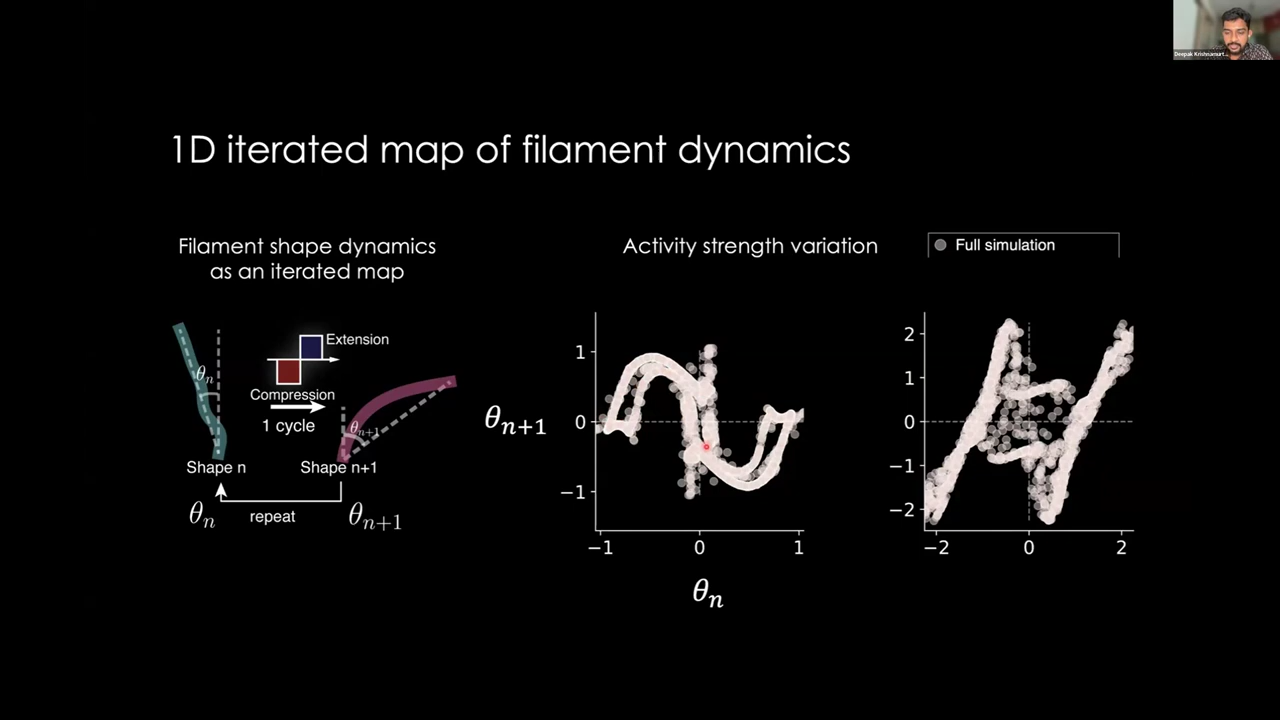 Deepak Krishnamurt...
1D iterated map of filament dynamics
Filament shape dynamics
as an iterated map
Extension
Compression
1 cycle
θn
θn+1
Shape n
Shape n+1
θn
repeat
θn+1
Activity strength variation
Full simulation
θn+1
1
0
−1
−1
0
1
θn
2
1
0
−1
−2
−2
0
2